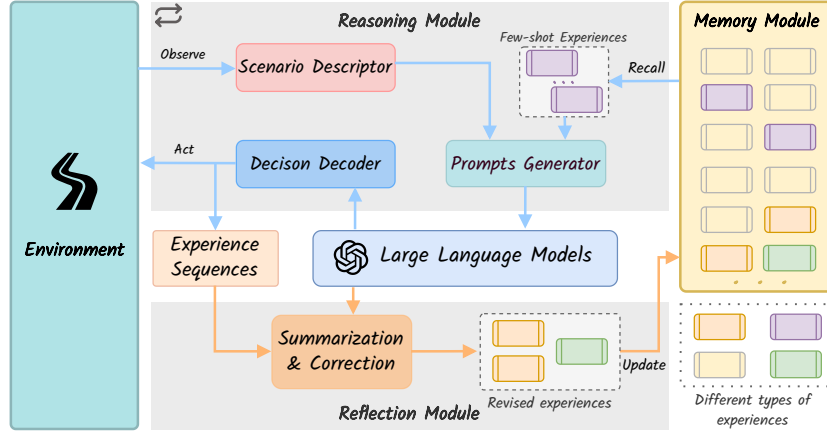 Reasoning Module
Memory Module
Few-shot Experiences
Observe
Scenario Descriptor
Recall
. . .
Act
Decison Decoder
Prompts Generator
Environment
Experience
Sequences
Large Language Models
. . .
Summarization
& Correction
Update
Revised experiences
Reflection Module
Different types of
experiences